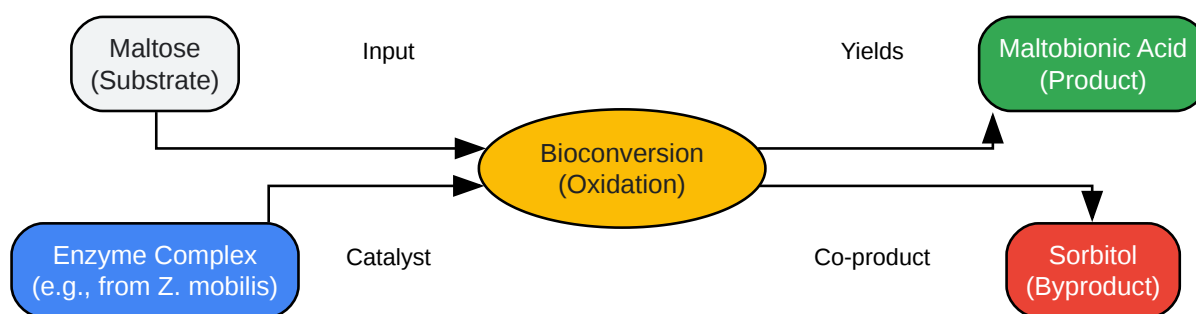 Maltose
(Substrate)
Input
Yields
Maltobionic Acid
(Product)
Bioconversion
(Oxidation)
Enzyme Complex
(e.g., from Z. mobilis)
Catalyst
Co-product
Sorbitol
(Byproduct)